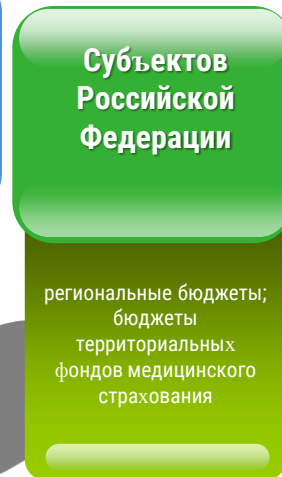 Субъектов
Российской
Федерации
региональные бюджеты;
бюджеты
территориальных
фондов медицинского
страхования